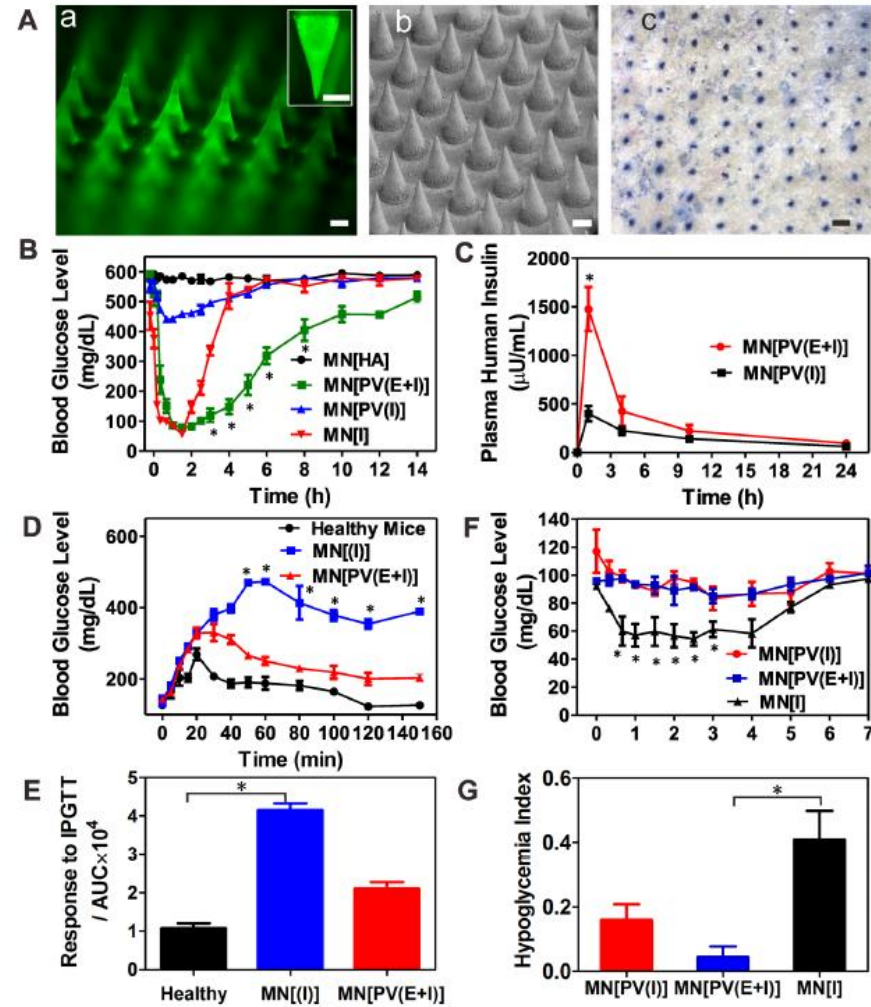 A
a
b
c
B
Blood Glucose Level
(mg/dL)
600
500
400
300
200
100
0
MN[HA]
MN[PV(E+I)]
MN[PV(I)]
MN[I]
* * * * *
0 2 4 6 8 10 12 14
Time (h)
C
Plasma Human Insulin
(μU/mL)
2000
1500
1000
500
0
*
MN[PV(E+I)]
MN[PV(I)]
0 3 6 9 12 15 18 21 24
Time (h)
D
Blood Glucose Level
(mg/dL)
600
400
200
Healthy Mice
MN[(I)]
MN[PV(E+I)]
* * * * * *
0 20 40 60 80 100 120 140 160
Time (min)
F
Blood Glucose Level
(mg/dL)
140
120
100
80
60
40
20
0
* * * * * *
MN[PV(I)]
MN[PV(E+I)]
MN[I]
0 1 2 3 4 5 6 7
E
Response to IPGTT
/ AUC×10⁴
5
4
3
2
1
0
*
Healthy MN[(I)] MN[PV(E+I)]
G
Hypoglycemia Index
0.6
0.4
0.2
0.0
*
MN[PV(I)] MN[PV(E+I)] MN[I]